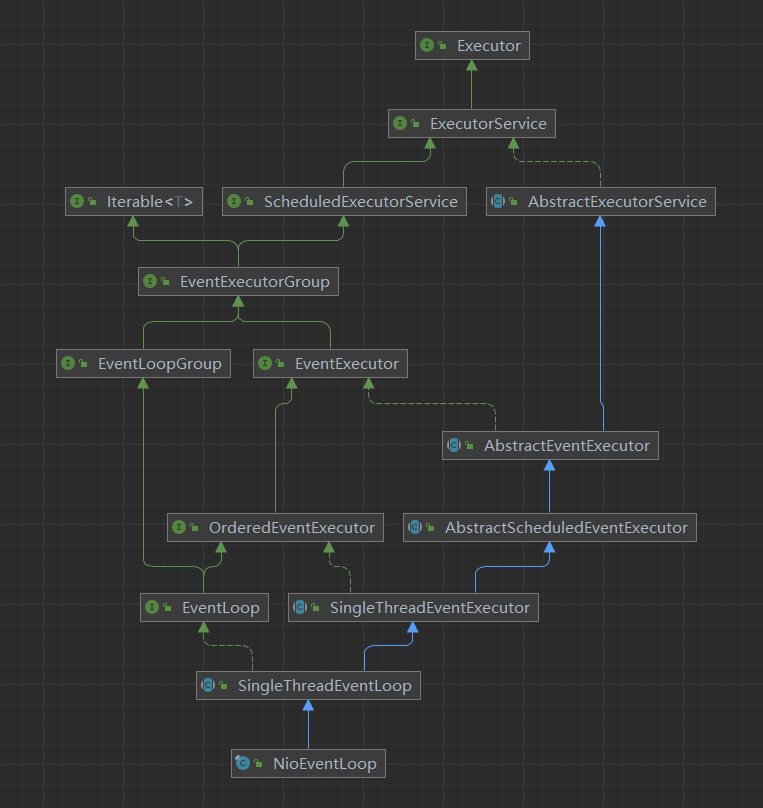 Executor
ExecutorService
Iterable<T>
ScheduledExecutorService
AbstractExecutorService
EventExecutorGroup
EventLoopGroup
EventExecutor
AbstractEventExecutor
OrderedEventExecutor
AbstractScheduledEventExecutor
EventLoop
SingleThreadEventExecutor
SingleThreadEventLoop
NioEventLoop